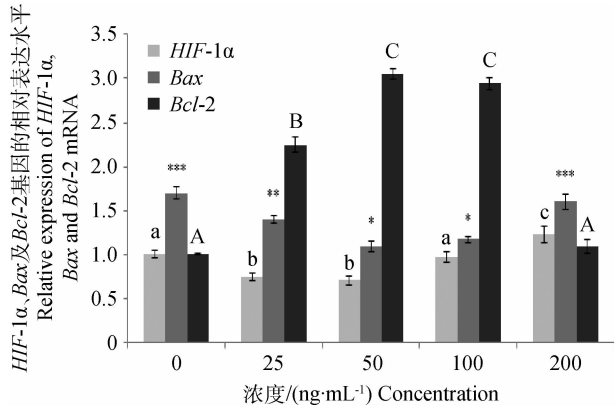 HIF-1α、Bax及Bcl-2基因的相对表达水平
Relative expression of HIF-1α,
Bax and Bcl-2 mRNA
3.5
3.0
2.5
2.0
1.5
1.0
0.5
0.0
HIF-1α
Bax
Bcl-2
a
***
A
b
**
B
b
*
C
a
*
C
c
***
A
0 25 50 100 200
浓度/(ng·mL-1) Concentration